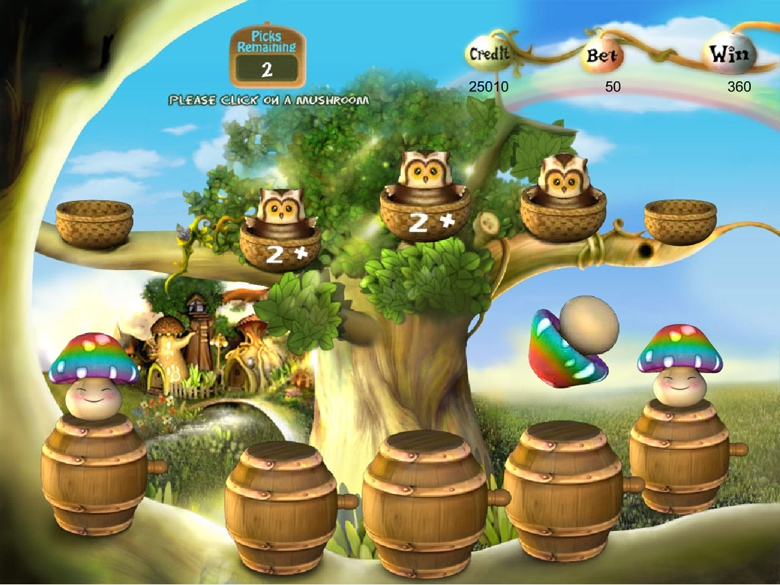 Picks
Remaining
2
PLEASE CLICK ON A MUSHROOM
Credit
Bet
Win
25010
50
360
2 *
2 *